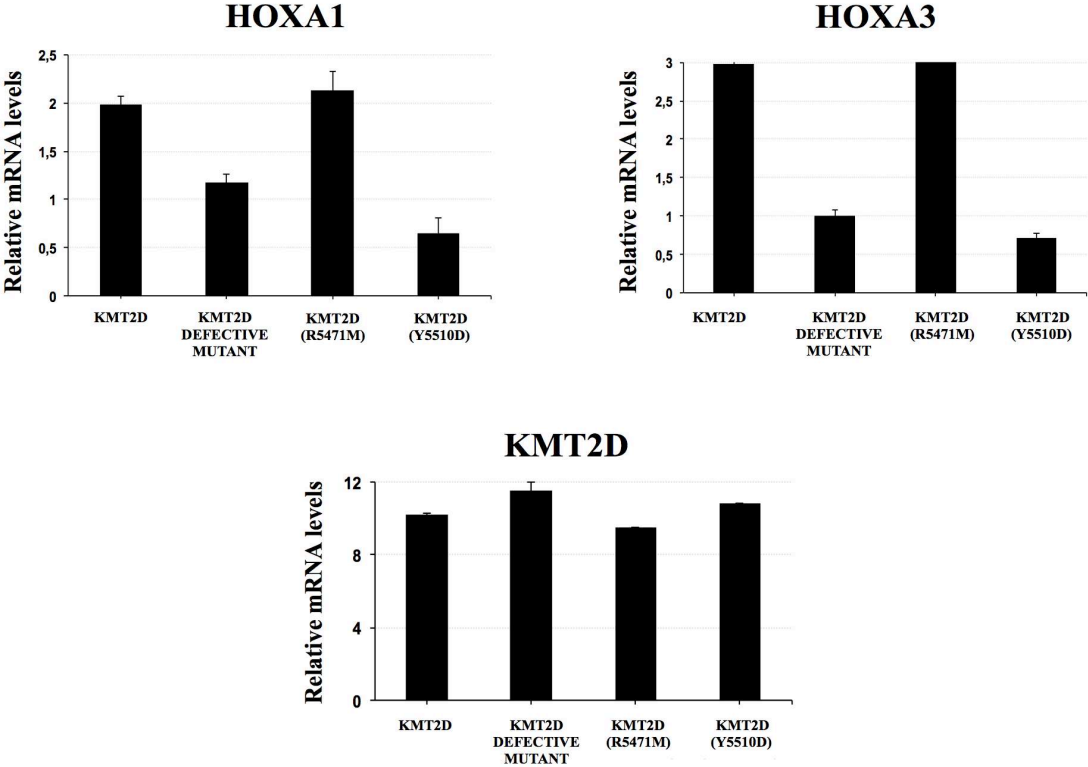 HOXA1
Relative mRNA levels
2,5
2
1,5
1
0,5
0
KMT2D
KMT2D
DEFECTIVE
MUTANT
KMT2D
(R5471M)
KMT2D
(Y5510D)
HOXA3
Relative mRNA levels
3
2,5
2
1,5
1
0,5
0
KMT2D
KMT2D
DEFECTIVE
MUTANT
KMT2D
(R5471M)
KMT2D
(Y5510D)
KMT2D
Relative mRNA levels
12
8
4
0
KMT2D
KMT2D
DEFECTIVE
MUTANT
KMT2D
(R5471M)
KMT2D
(Y5510D)